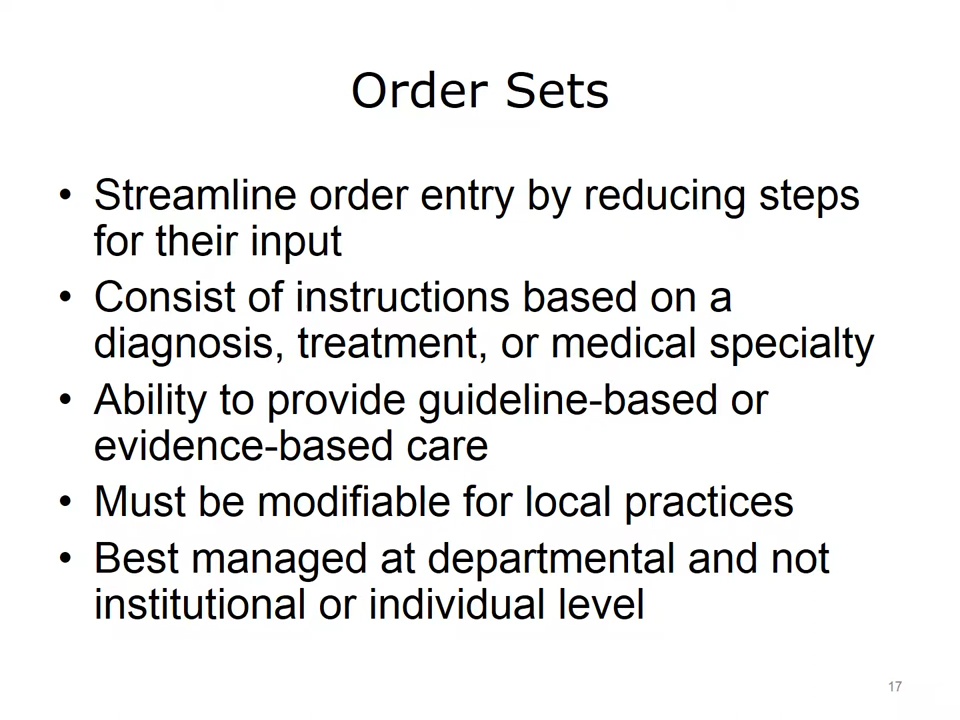 Order Sets
• Streamline order entry by reducing steps
for their input
• Consist of instructions based on a
diagnosis, treatment, or medical specialty
• Ability to provide guideline-based or
evidence-based care
• Must be modifiable for local practices
• Best managed at departmental and not
institutional or individual level
17